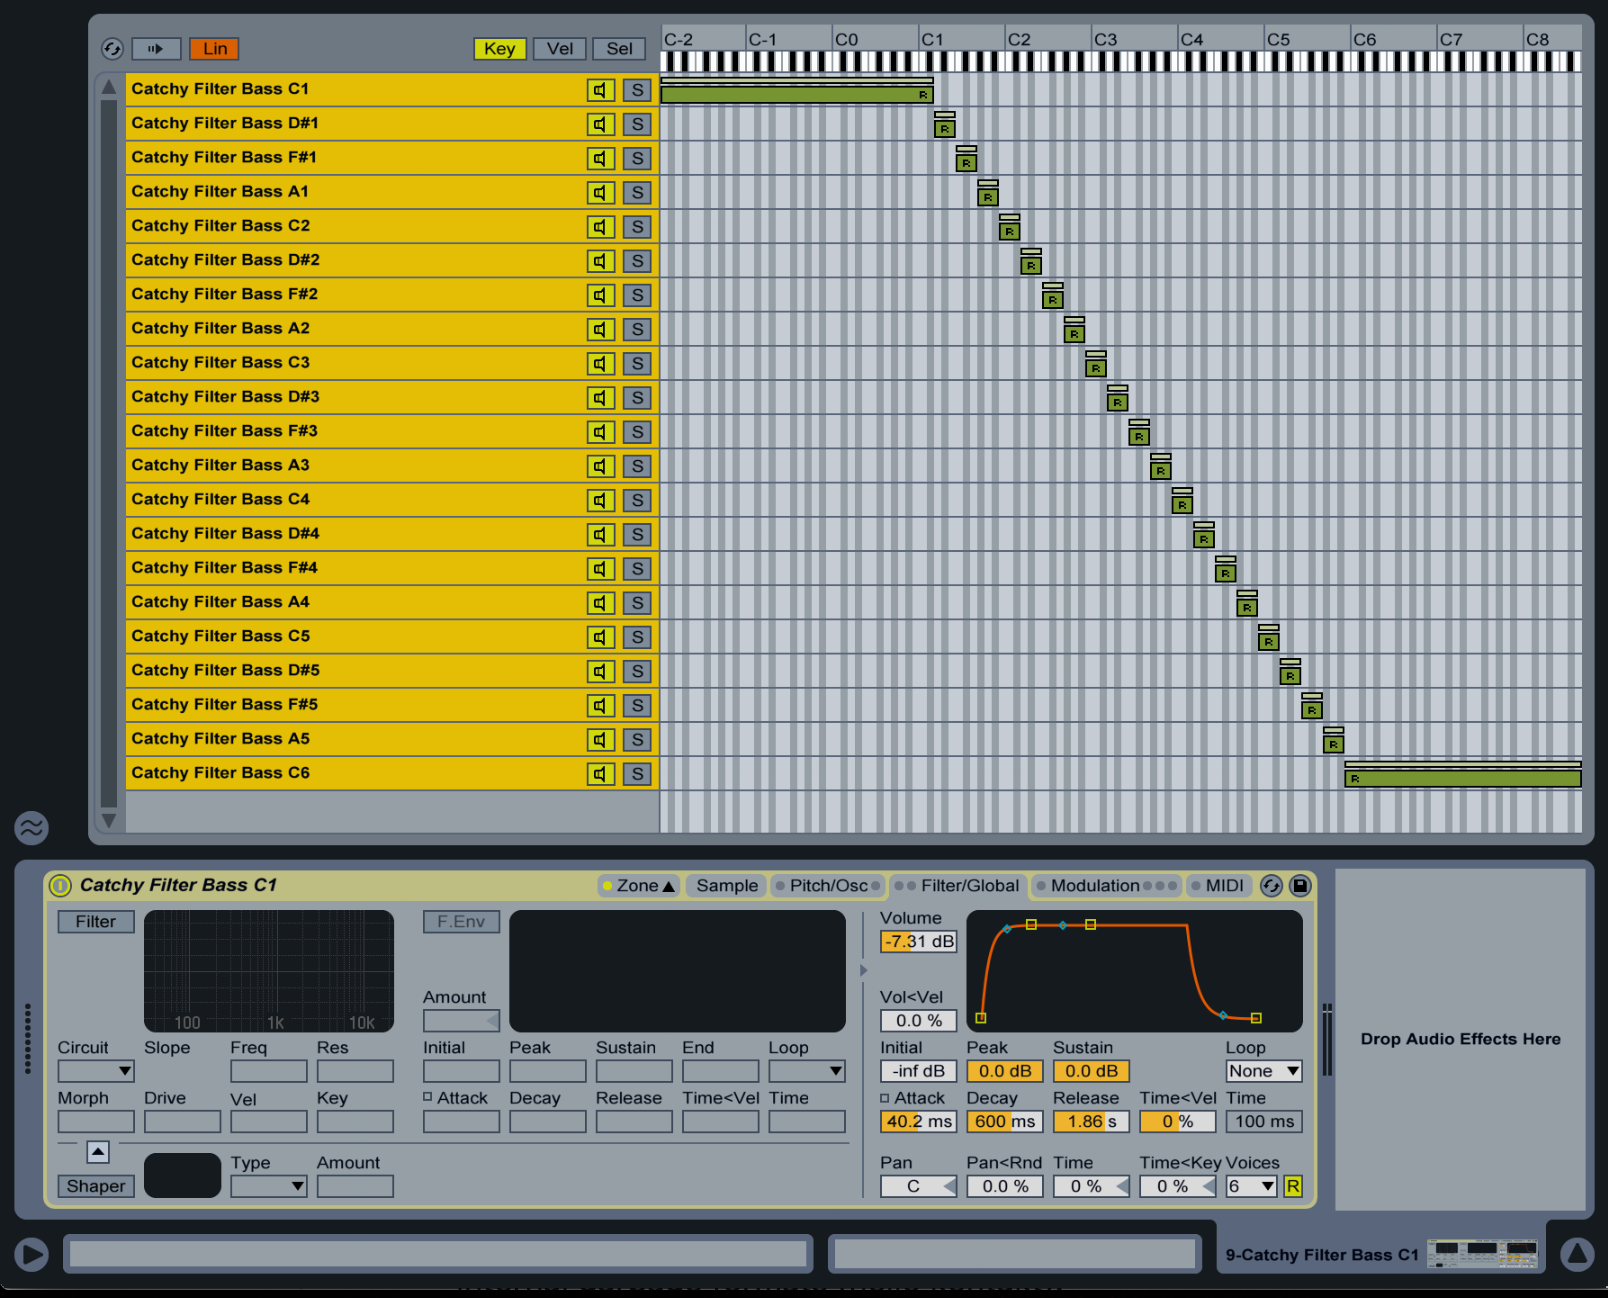 Lin Key Vel Sel C-2 C-1 C0 C1 C2 C3 C4 C5 C6 C7 C8
Catchy Filter Bass C1 S R
Catchy Filter Bass D#1 S R
Catchy Filter Bass F#1 S R
Catchy Filter Bass A1 S R
Catchy Filter Bass C2 S R
Catchy Filter Bass D#2 S R
Catchy Filter Bass F#2 S R
Catchy Filter Bass A2 S R
Catchy Filter Bass C3 S R
Catchy Filter Bass D#3 S R
Catchy Filter Bass F#3 S R
Catchy Filter Bass A3 S R
Catchy Filter Bass C4 S R
Catchy Filter Bass D#4 S R
Catchy Filter Bass F#4 S R
Catchy Filter Bass A4 S R
Catchy Filter Bass C5 S R
Catchy Filter Bass D#5 S R
Catchy Filter Bass F#5 S R
Catchy Filter Bass A5 S R
Catchy Filter Bass C6 S R
Catchy Filter Bass C1 Zone Sample Pitch/Osc Filter/Global Modulation MIDI
Filter F.Env Volume
-7.31 dB
Amount Vol<Vel
100 1k 10k 0.0 %
Circuit Slope Freq Res Initial Peak Sustain End Loop Initial Peak Sustain Loop
-inf dB 0.0 dB 0.0 dB None
Morph Drive Vel Key Attack Decay Release Time<Vel Time Attack Decay Release Time<Vel Time
40.2 ms 600 ms 1.86 s 0 % 100 ms
Type Amount Pan Pan<Rnd Time Time<Key Voices
Shaper C 0.0 % 0 % 0 % 6 R
Drop Audio Effects Here
9-Catchy Filter Bass C1